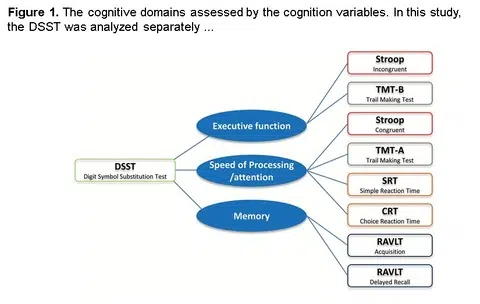 Figure 1. The cognitive domains assessed by the cognition variables. In this study,
the DSST was analyzed separately ...
Stroop
Incongruent
TMT-B
Trail Making Test
Executive function
Stroop
Congruent
TMT-A
Trail Making Test
DSST
Digit Symbol Substitution Test
Speed of Processing
/attention
SRT
Simple Reaction Time
CRT
Choice Reaction Time
Memory
RAVLT
Acquisition
RAVLT
Delayed Recall